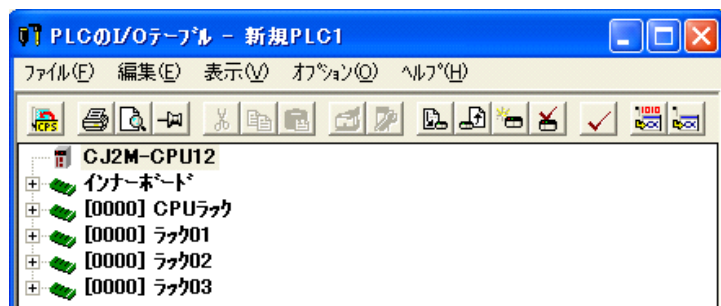 PLCのI/Oテーブル - 新規PLC1
ファイル(F) 編集(E) 表示(V) オプション(O) ヘルプ(H)
CPS
1010
CJ2M-CPU12
インナーボード
[0000] CPUラック
[0000] ラック01
[0000] ラック02
[0000] ラック03